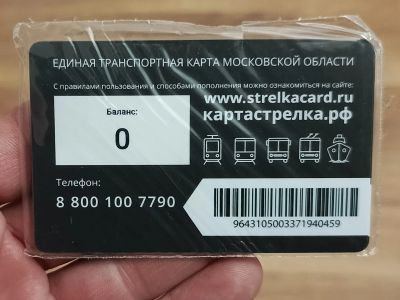 ЕДИНАЯ ТРАНСПОРТНАЯ КАРТА МОСКОВСКОЙ ОБЛАСТИ
С правилами пользования и способами пополнения можно ознакомиться на сайте:
www.strelkacard.ru
картастрелка.рф
Баланс:
0
Телефон:
8 800 100 7790
9643105003371940459